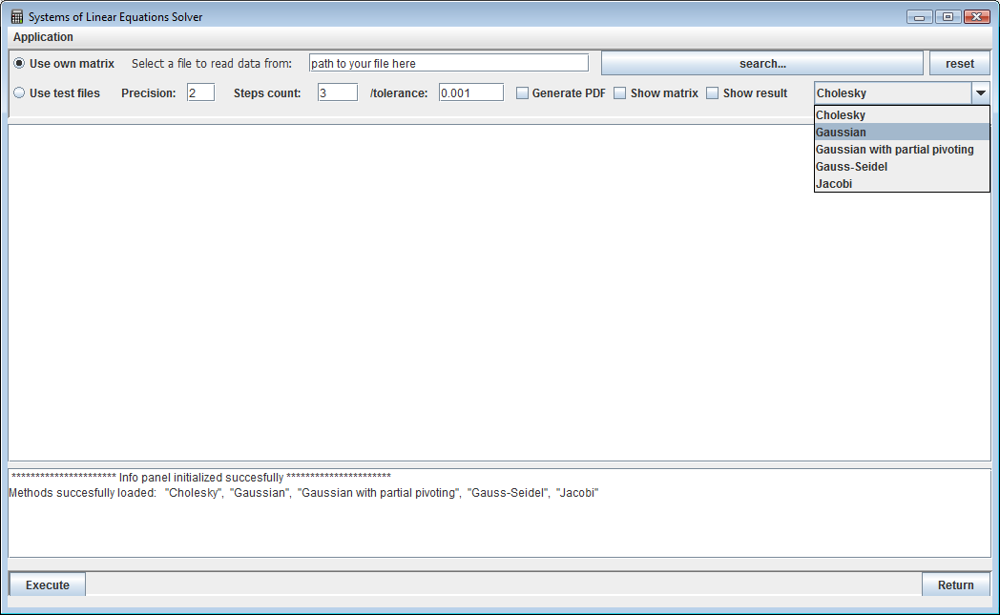 Systems of Linear Equations Solver
Application
Use own matrix Select a file to read data from: path to your file here search... reset
Use test files Precision: 2 Steps count: 3 /tolerance: 0.001 Generate PDF Show matrix Show result Cholesky
Cholesky
Gaussian
Gaussian with partial pivoting
Gauss-Seidel
Jacobi
********************** Info panel initialized succesfully **********************
Methods succesfully loaded: "Cholesky", "Gaussian", "Gaussian with partial pivoting", "Gauss-Seidel", "Jacobi"
Execute Return